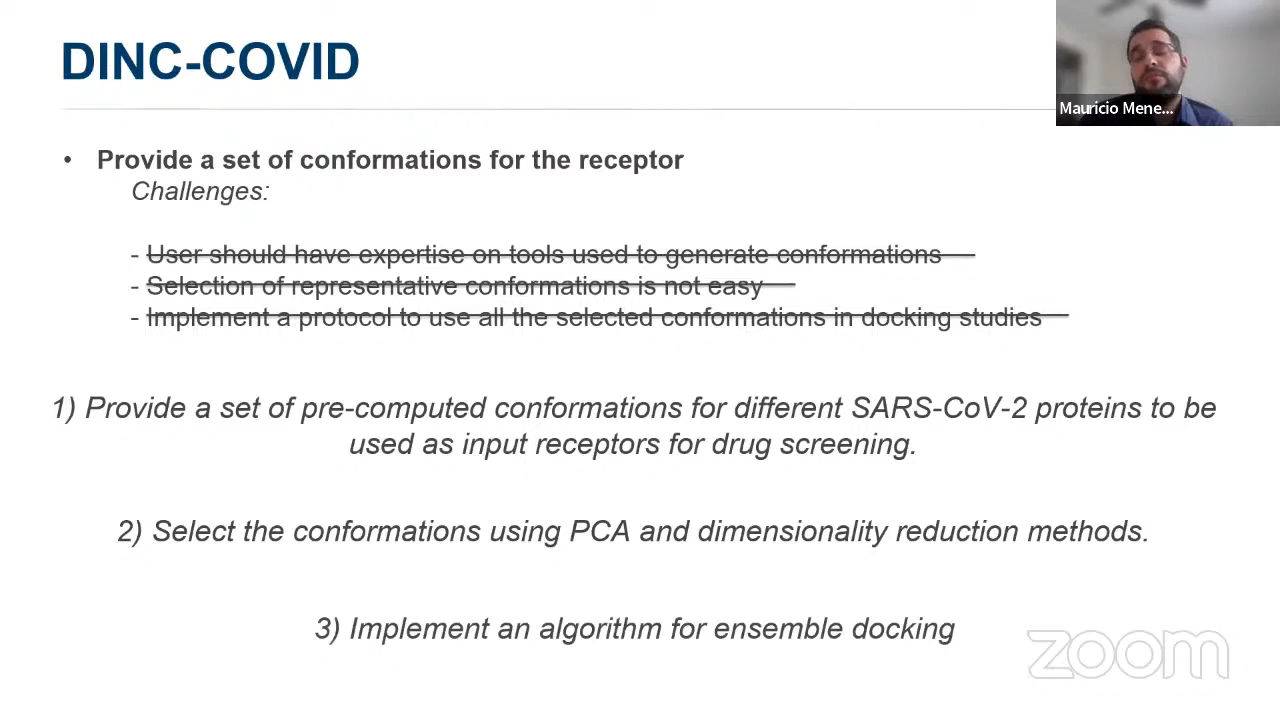 DINC-COVID
Mauricio Mene...
• Provide a set of conformations for the receptor
Challenges:
- User should have expertise on tools used to generate conformations
- Selection of representative conformations is not easy
- Implement a protocol to use all the selected conformations in docking studies
1) Provide a set of pre-computed conformations for different SARS-CoV-2 proteins to be
used as input receptors for drug screening.
2) Select the conformations using PCA and dimensionality reduction methods.
3) Implement an algorithm for ensemble docking
zoom